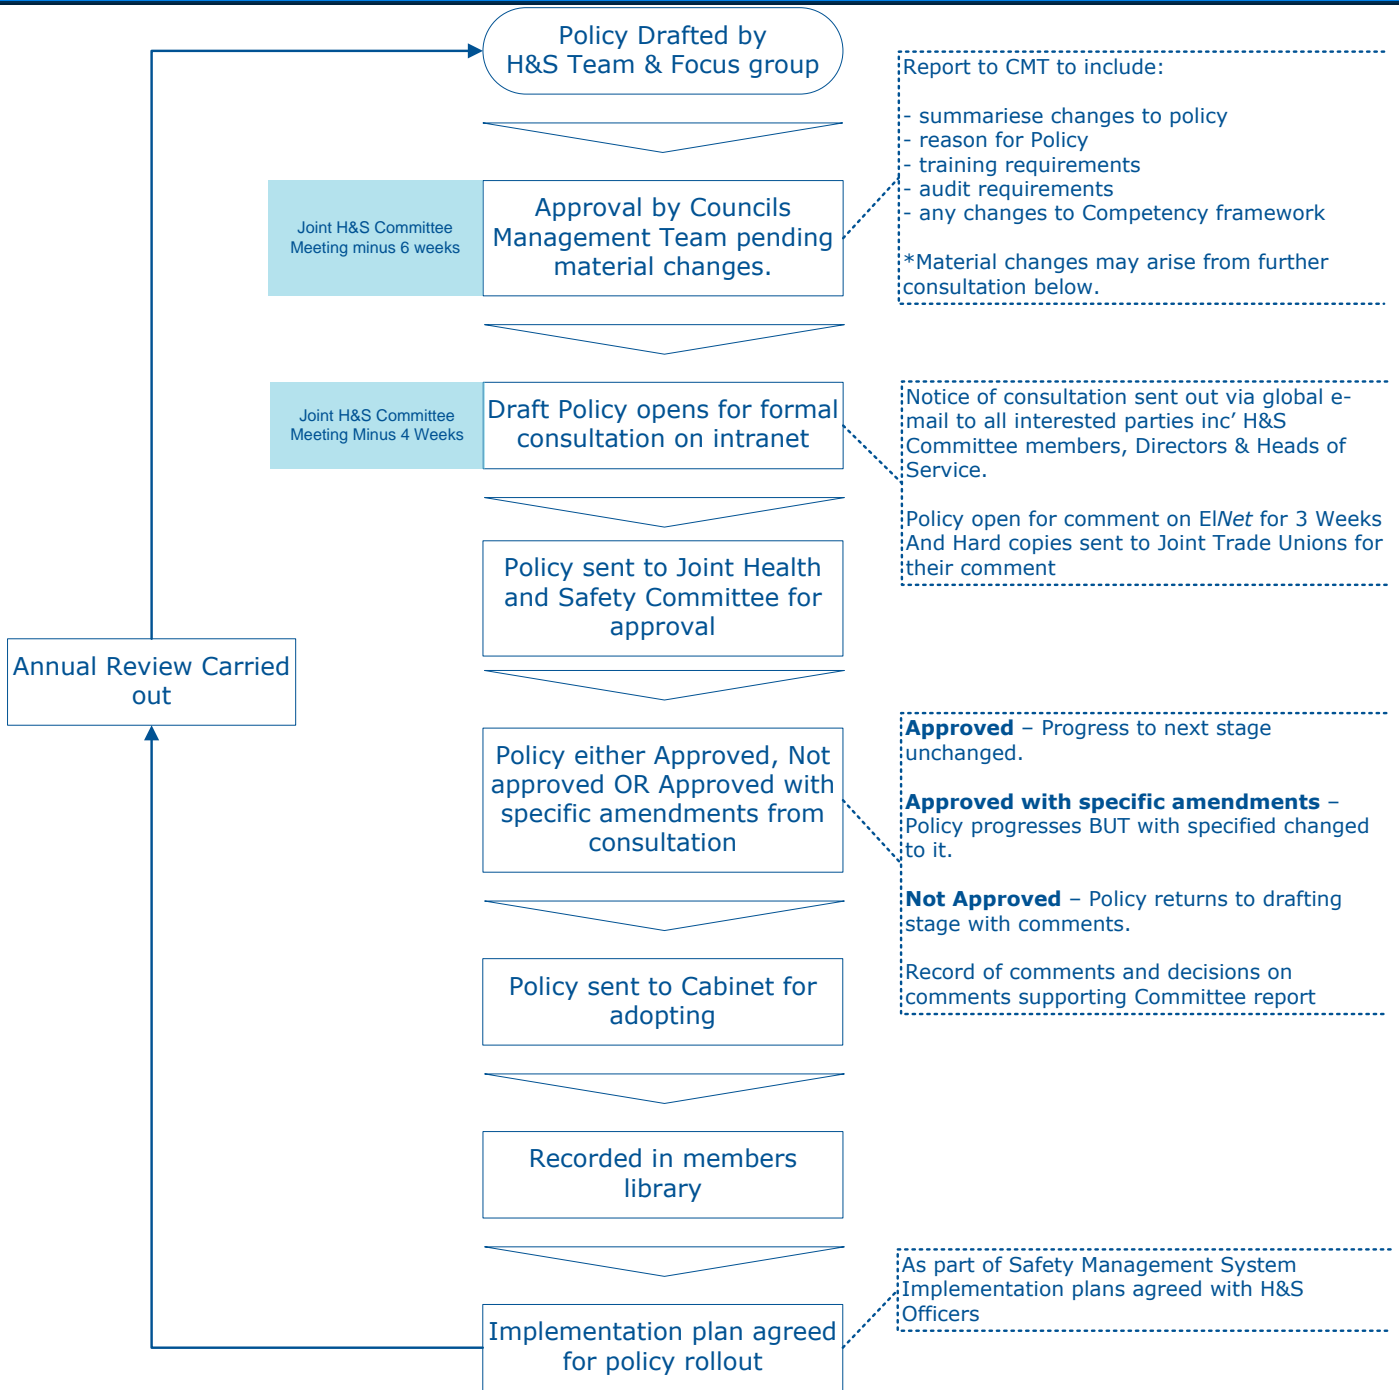 Policy Drafted by
H&S Team & Focus group
Report to CMT to include:
- summariese changes to policy
- reason for Policy
- training requirements
- audit requirements
- any changes to Competency framework
*Material changes may arise from further
consultation below.
Joint H&S Committee
Meeting minus 6 weeks
Approval by Councils
Management Team pending
material changes.
Joint H&S Committee
Meeting Minus 4 Weeks
Draft Policy opens for formal
consultation on intranet
Notice of consultation sent out via global e-
mail to all interested parties inc’ H&S
Committee members, Directors & Heads of
Service.
Policy open for comment on ElNet for 3 Weeks
And Hard copies sent to Joint Trade Unions for
their comment
Policy sent to Joint Health
and Safety Committee for
approval
Annual Review Carried
out
Policy either Approved, Not
approved OR Approved with
specific amendments from
consultation
Approved – Progress to next stage
unchanged.
Approved with specific amendments –
Policy progresses BUT with specified changed
to it.
Not Approved – Policy returns to drafting
stage with comments.
Record of comments and decisions on
comments supporting Committee report
Policy sent to Cabinet for
adopting
Recorded in members
library
As part of Safety Management System
Implementation plans agreed with H&S
Officers
Implementation plan agreed
for policy rollout